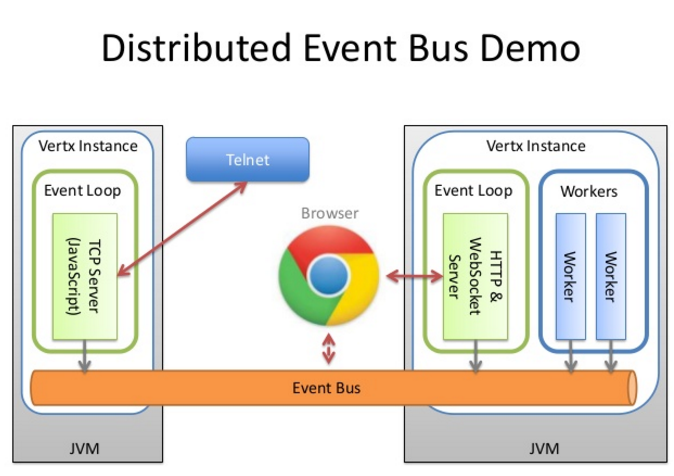 Distributed Event Bus Demo
Vertx Instance
Event Loop
TCP Server
(JavaScript)
JVM
Telnet
Browser
Vertx Instance
Event Loop
HTTP &
WebSocket
Server
Workers
Worker
Worker
Event Bus
JVM